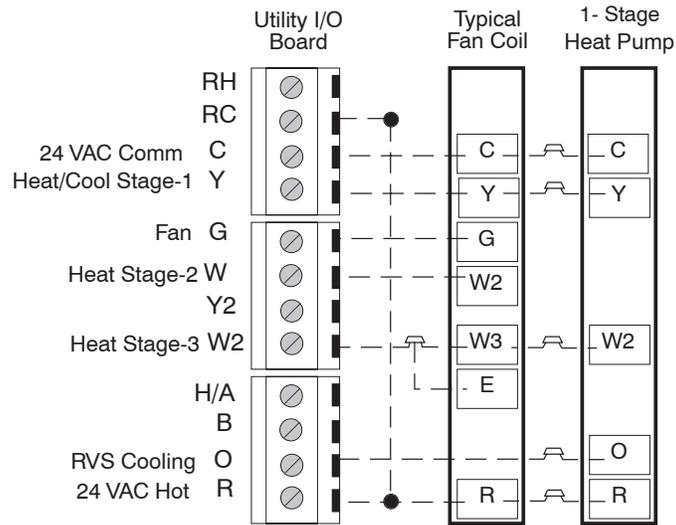 Utility I/O Board
Typical Fan Coil
1- Stage Heat Pump
RH
RC
24 VAC Comm C C C
Heat/Cool Stage-1 Y Y Y
Fan G G
Heat Stage-2 W W2
Y2
Heat Stage-3 W2 W3 W2
E
H/A
B
RVS Cooling O O
24 VAC Hot R R R